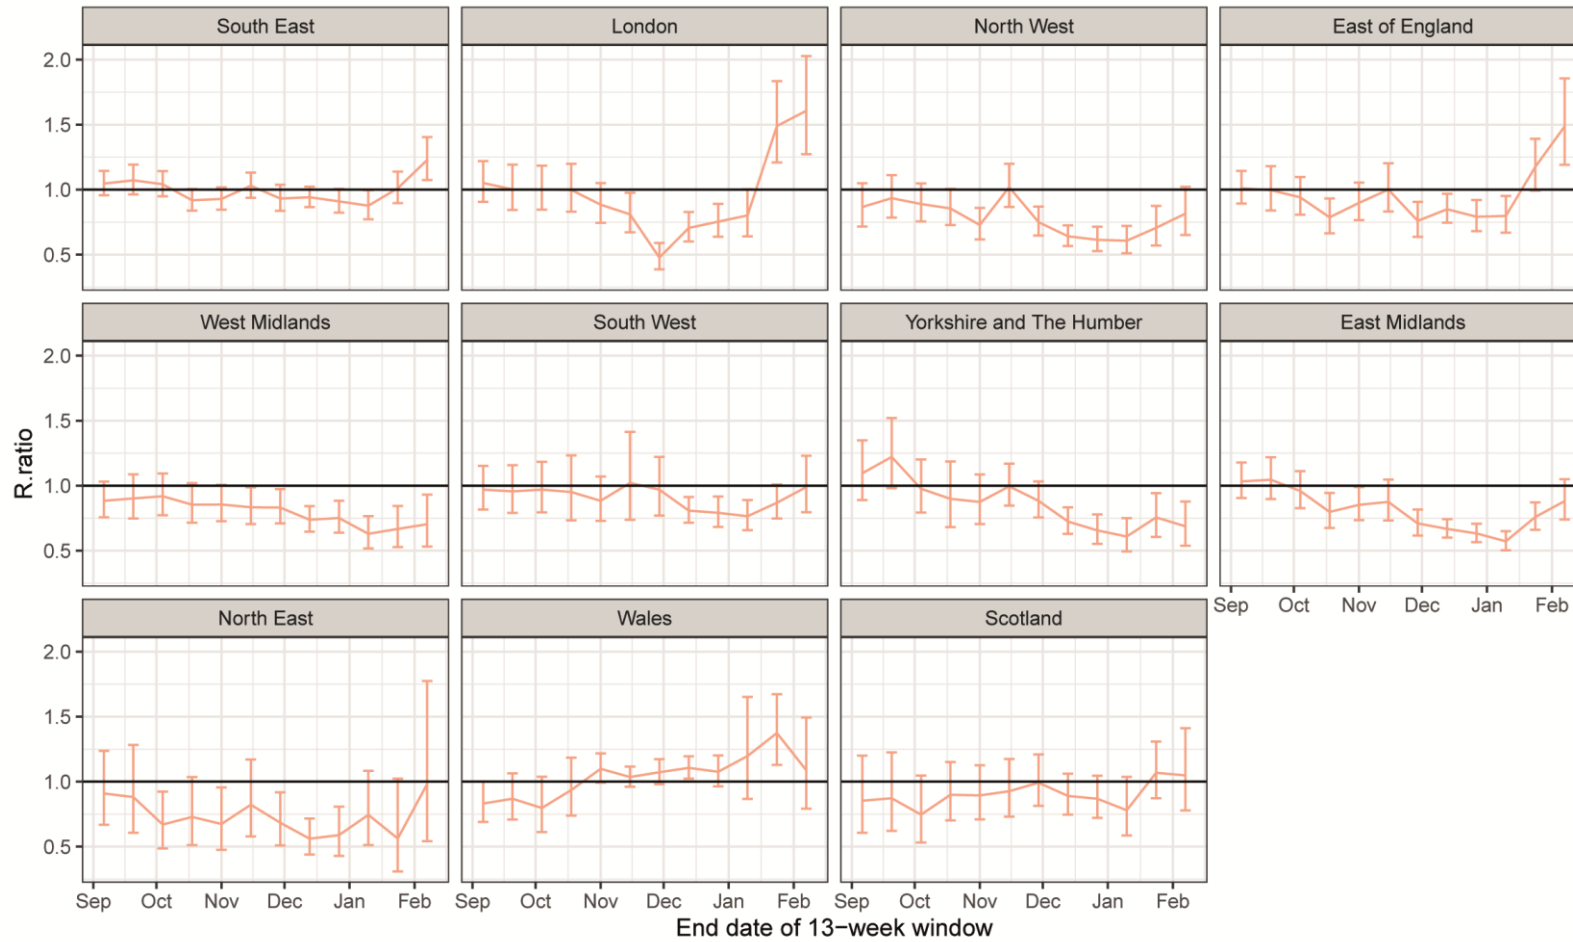 South East
London
North West
East of England
2.0
1.5
1.0
0.5
West Midlands
South West
Yorkshire and The Humber
East Midlands
2.0
1.5
1.0
0.5
R.ratio
Sep Oct Nov Dec Jan Feb
North East
Wales
Scotland
2.0
1.5
1.0
0.5
Sep Oct Nov Dec Jan Feb
Sep Oct Nov Dec Jan Feb
Sep Oct Nov Dec Jan Feb
End date of 13−week window